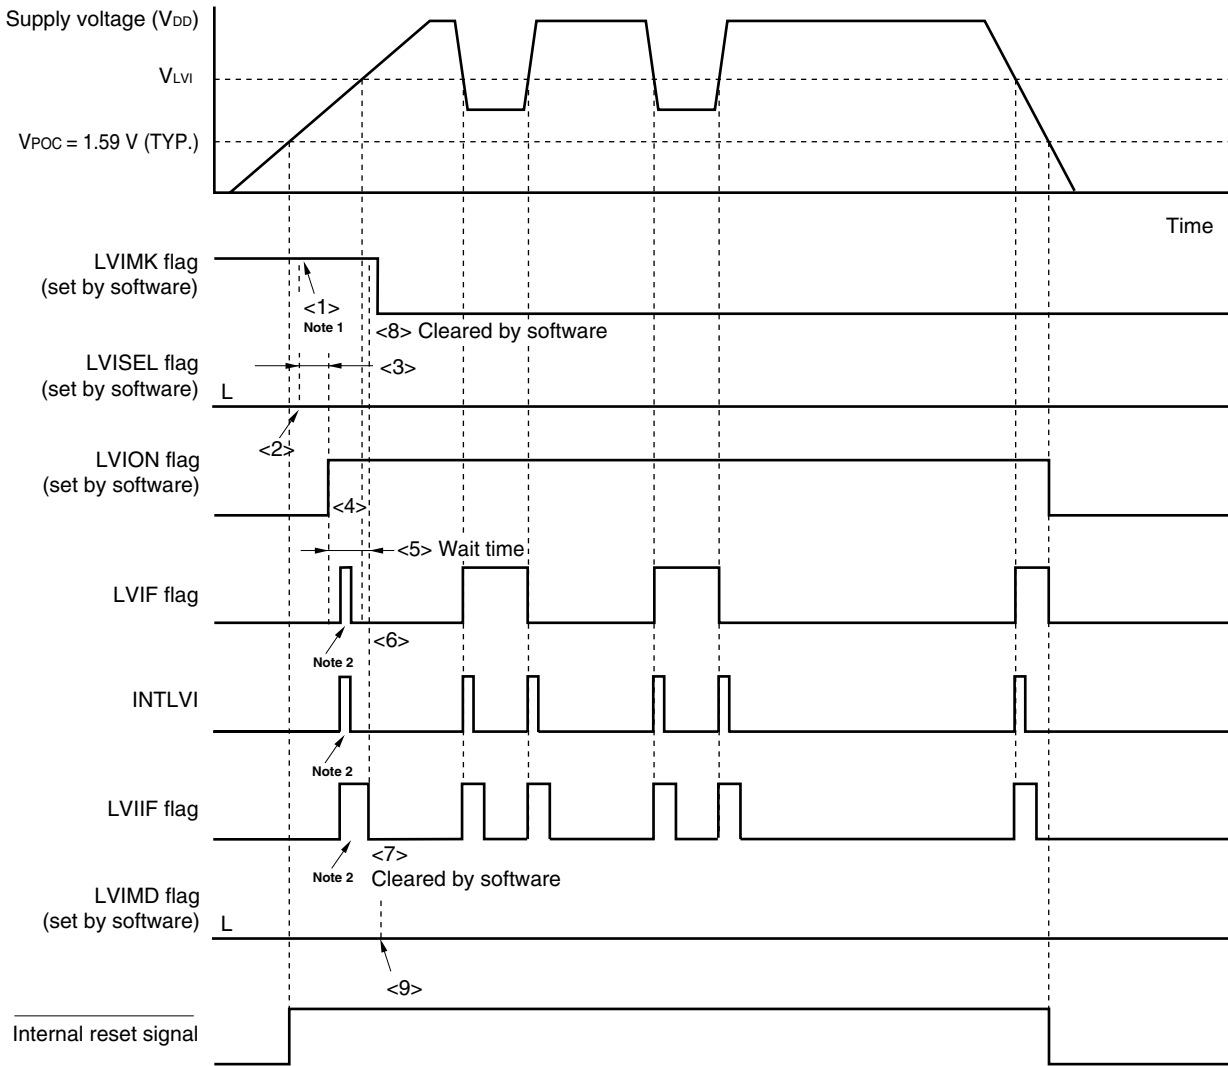 Supply voltage (VDD)
VLVI
VPOC = 1.59 V (TYP.)
Time
LVIMK flag
(set by software)
<1>
Note 1
<8> Cleared by software
LVISEL flag
(set by software)
L
<3>
<2>
LVION flag
(set by software)
<4>
<5> Wait time
LVIF flag
<6>
Note 2
INTLVI
Note 2
LVIIF flag
<7>
Note 2
Cleared by software
LVIMD flag
(set by software)
L
<9>
Internal reset signal